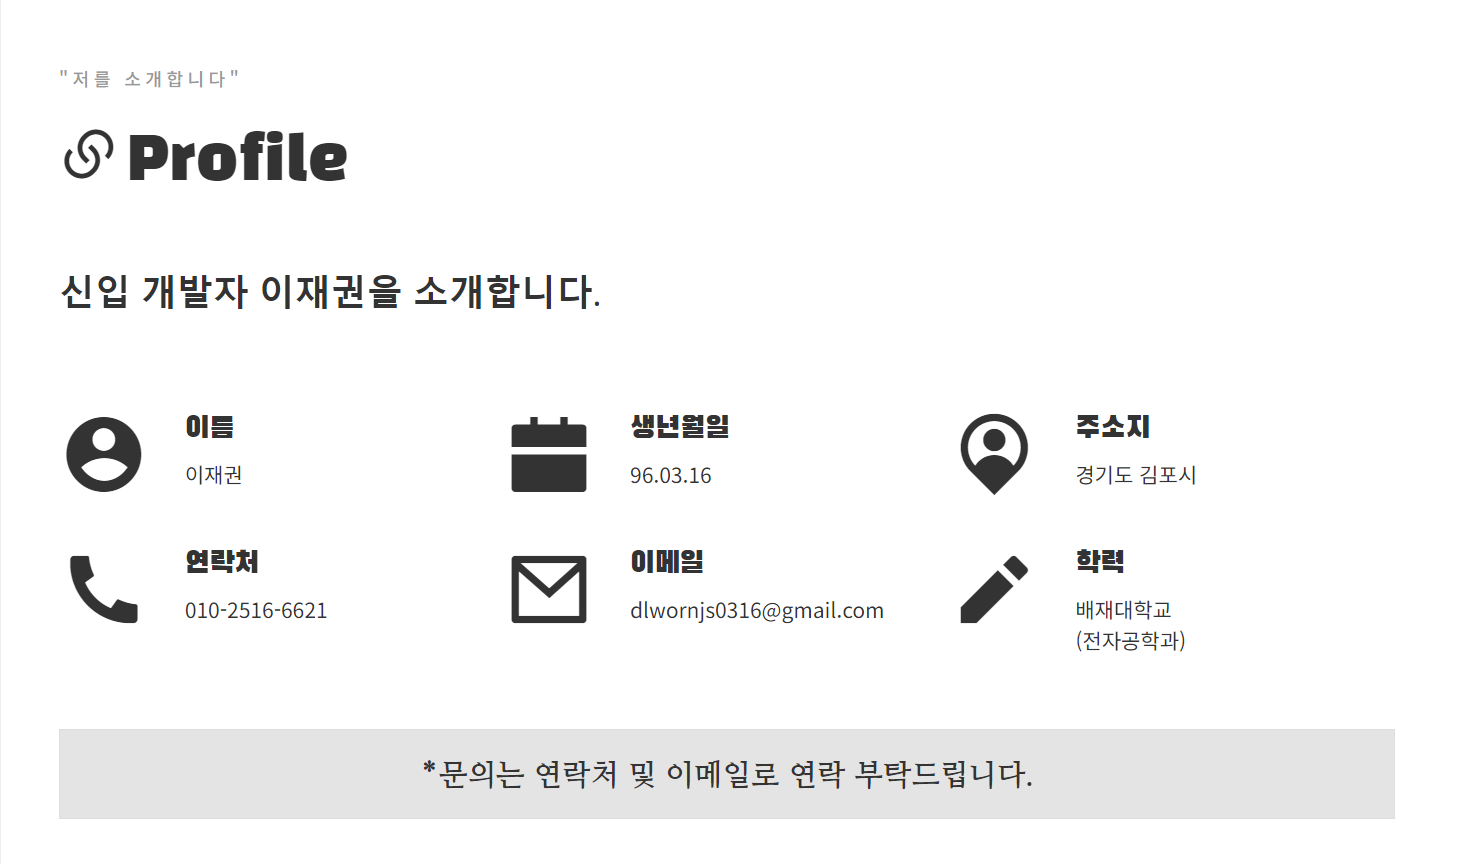 "저를 소개합니다"
Profile
신입 개발자 이재권을 소개합니다.
이름
이재권
생년월일
96.03.16
주소지
경기도 김포시
연락처
010-2516-6621
이메일
dlwornjs0316@gmail.com
학력
배재대학교
(전자공학과)
*문의는 연락처 및 이메일로 연락 부탁드립니다.